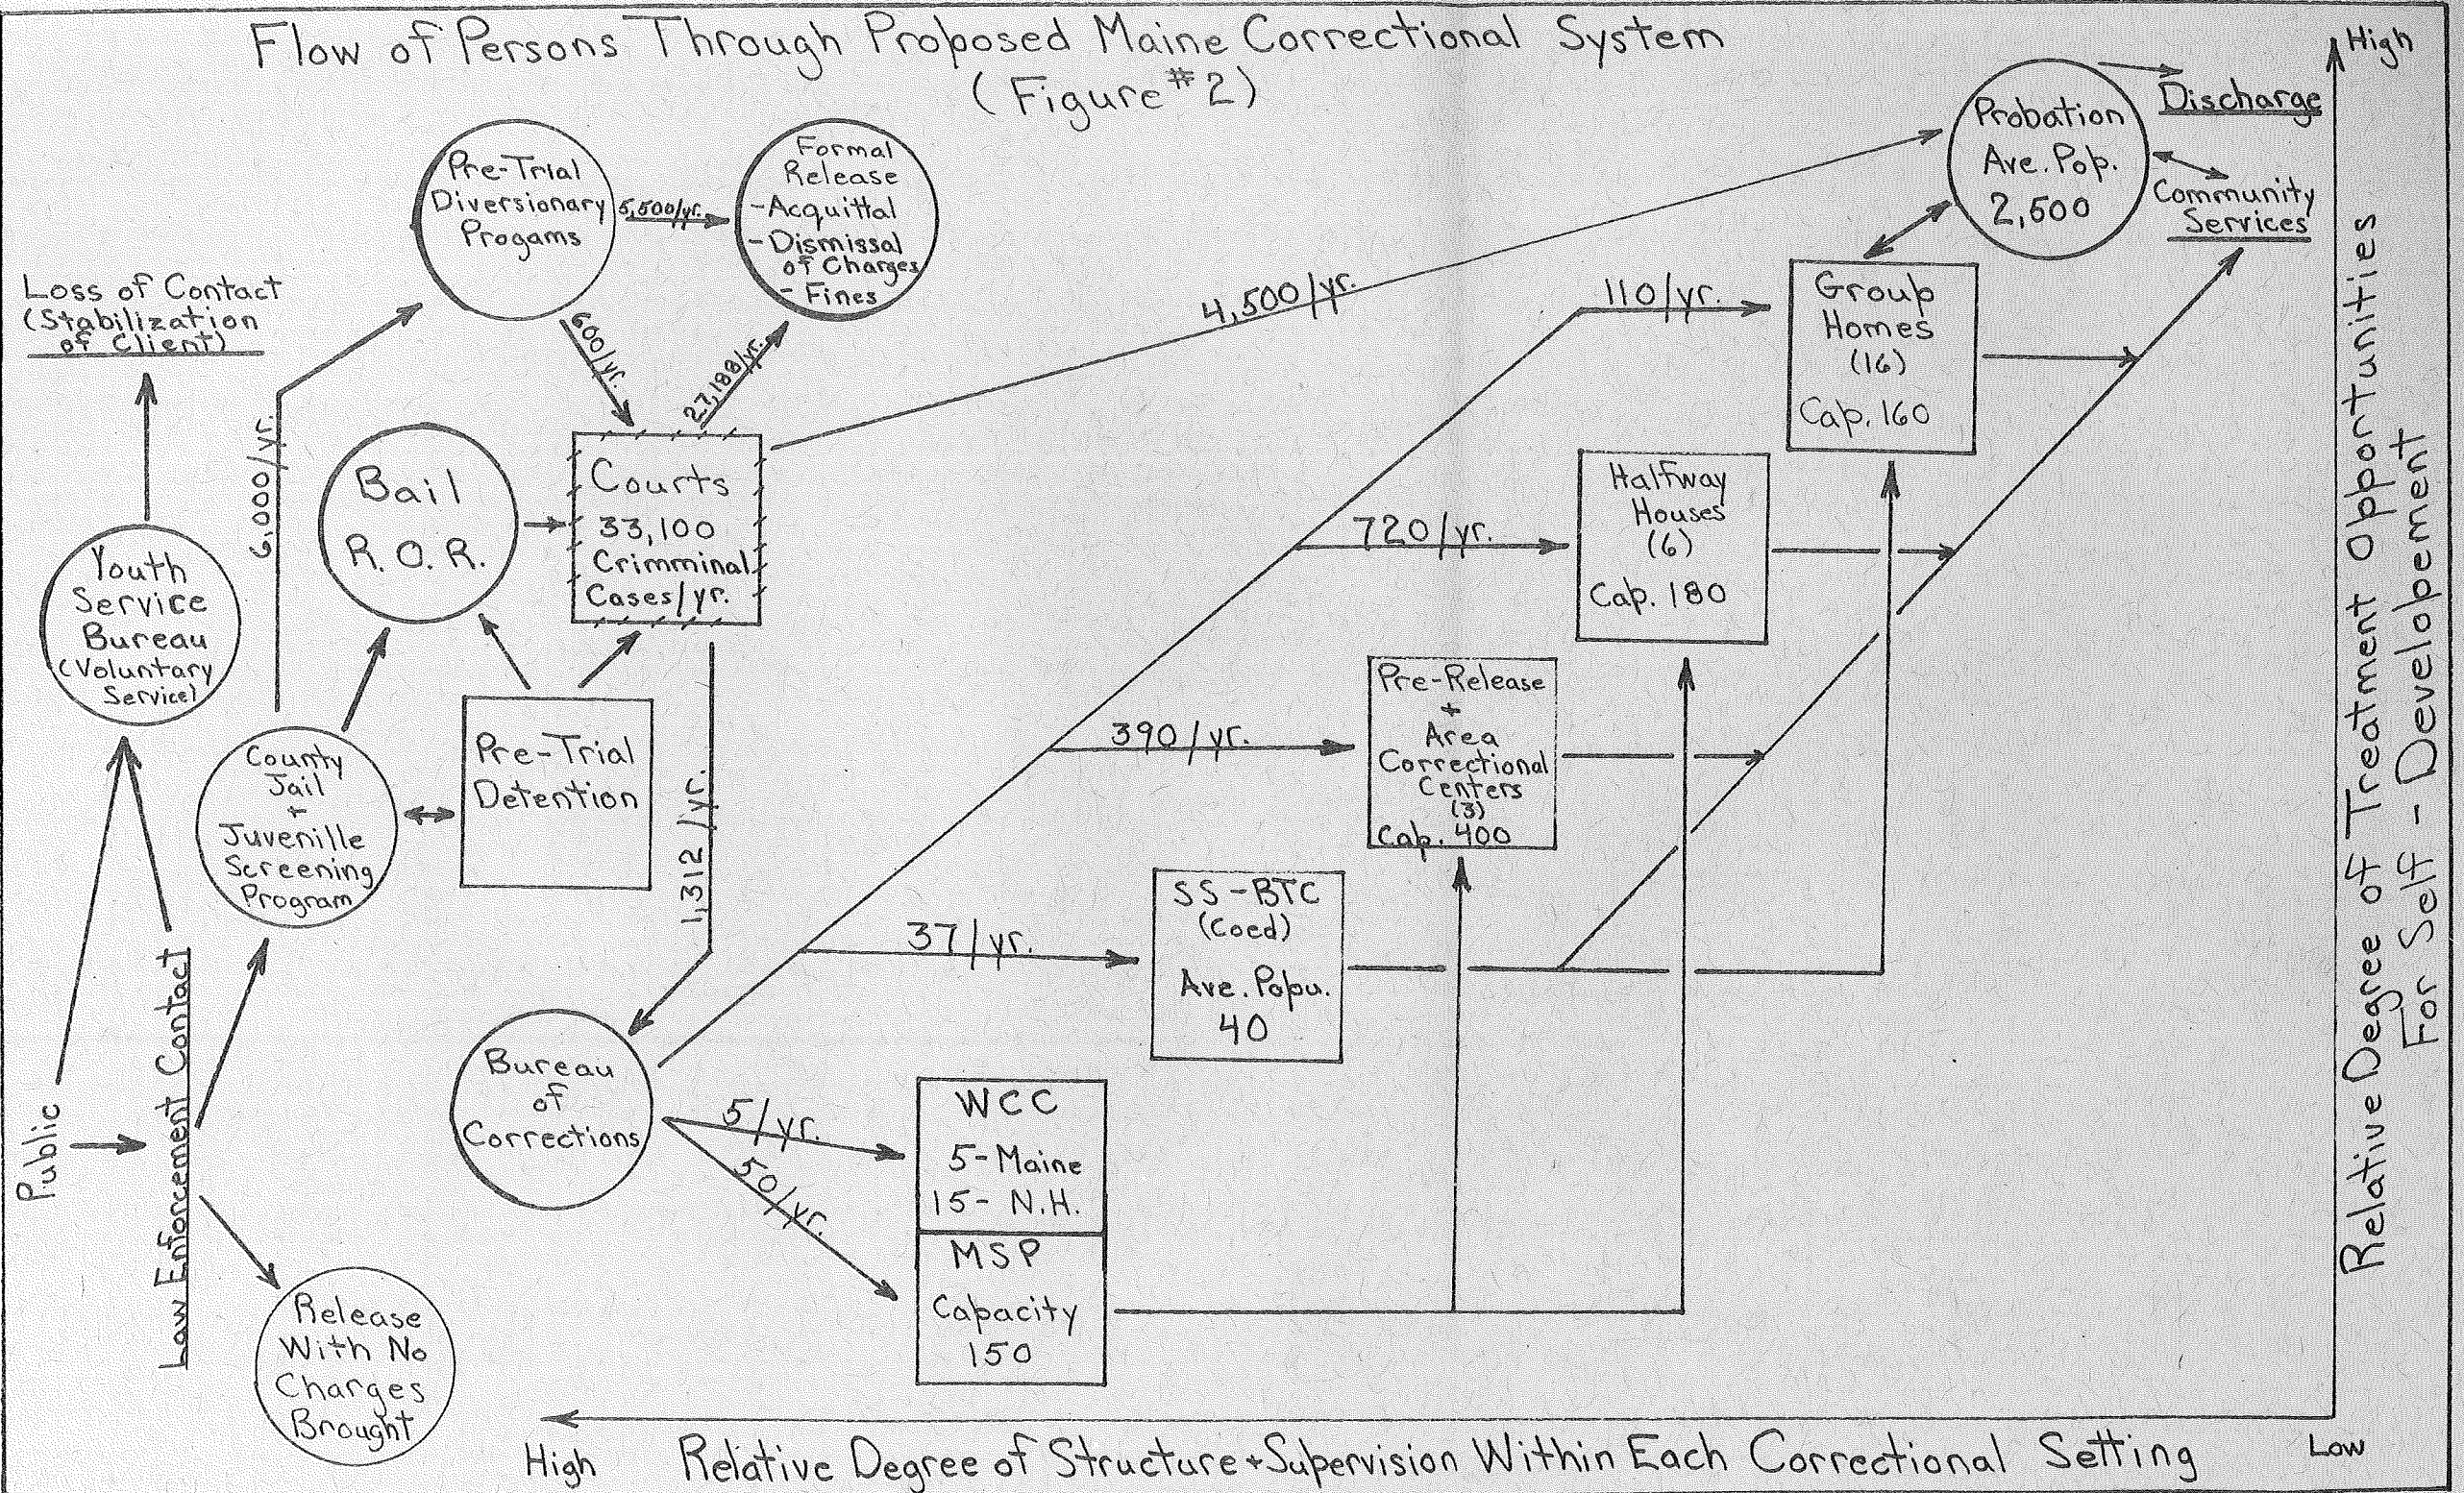 Flow of Persons Through Proposed Maine Correctional System
(Figure #2)
High
Discharge
Probation
Ave. Pop.
2,500
Community
Services
Pre-Trial
Diversionary
Progams
5,500/yr.
Formal
Release
-Acquittal
-Dismissal
of Charges
- Fines
Loss of Contact
(Stabilization
of Client)
6,000/yr.
600/yr.
27,188/yr.
4,500/yr.
110/yr.
Group
Homes
(16)
Cap. 160
Bail
R. O. R.
Courts
33,100
Crimminal
Cases/yr.
720/yr.
Halfway
Houses
(6)
Cap. 180
Youth
Service
Bureau
(Voluntary
Service)
County
Jail
+
Juvenille
Screening
Program
Pre-Trial
Detention
1,312/yr.
390/yr.
Pre-Release
+
Area
Correctional
Centers
(3)
Cap. 400
37/yr.
SS-BTC
(Coed)
Ave. Popu.
40
Public
Law Enforcement Contact
Bureau
of
Corrections
5/yr.
50/yr.
WCC
5-Maine
15- N.H.
MSP
Capacity
150
Release
With No
Charges
Brought
Relative Degree of Treatment Opportunities
For Self - Developement
High
Relative Degree of Structure + Supervision Within Each Correctional Setting
Low